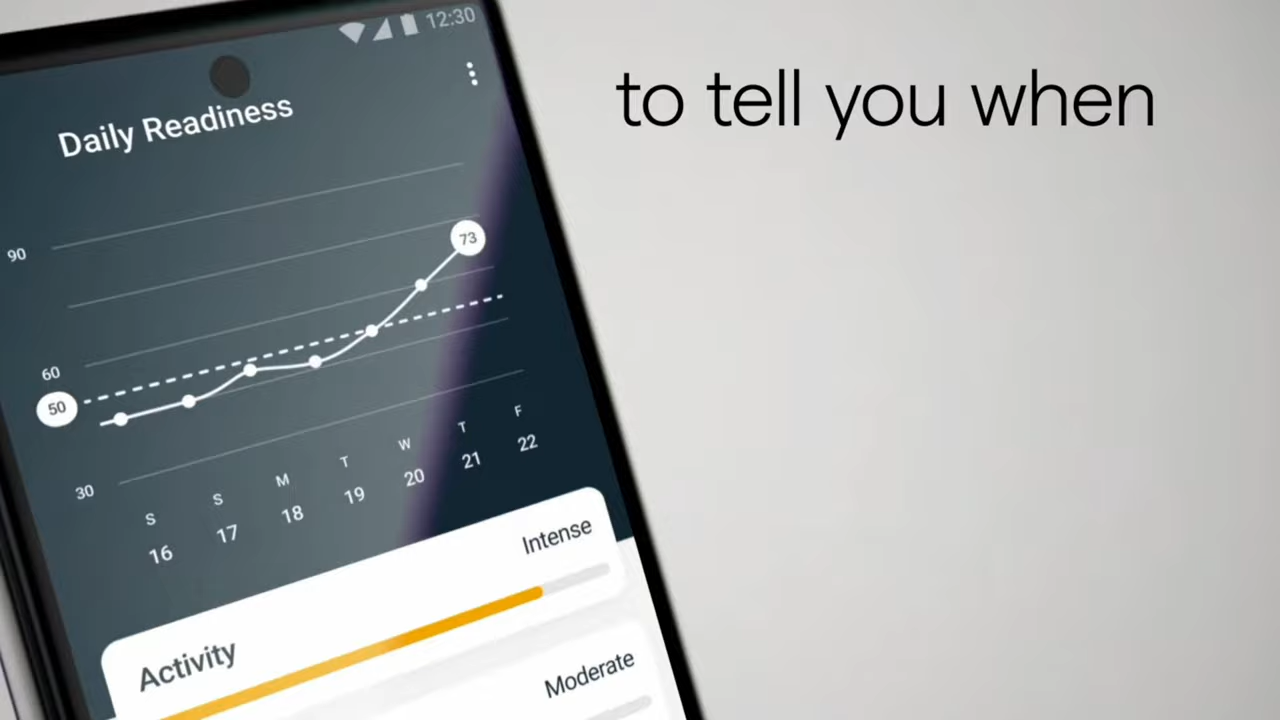 12:30
to tell you when
Daily Readiness
90
73
60
50
30
S S M T W T F
16 17 18 19 20 21 22
Intense
Activity
Moderate